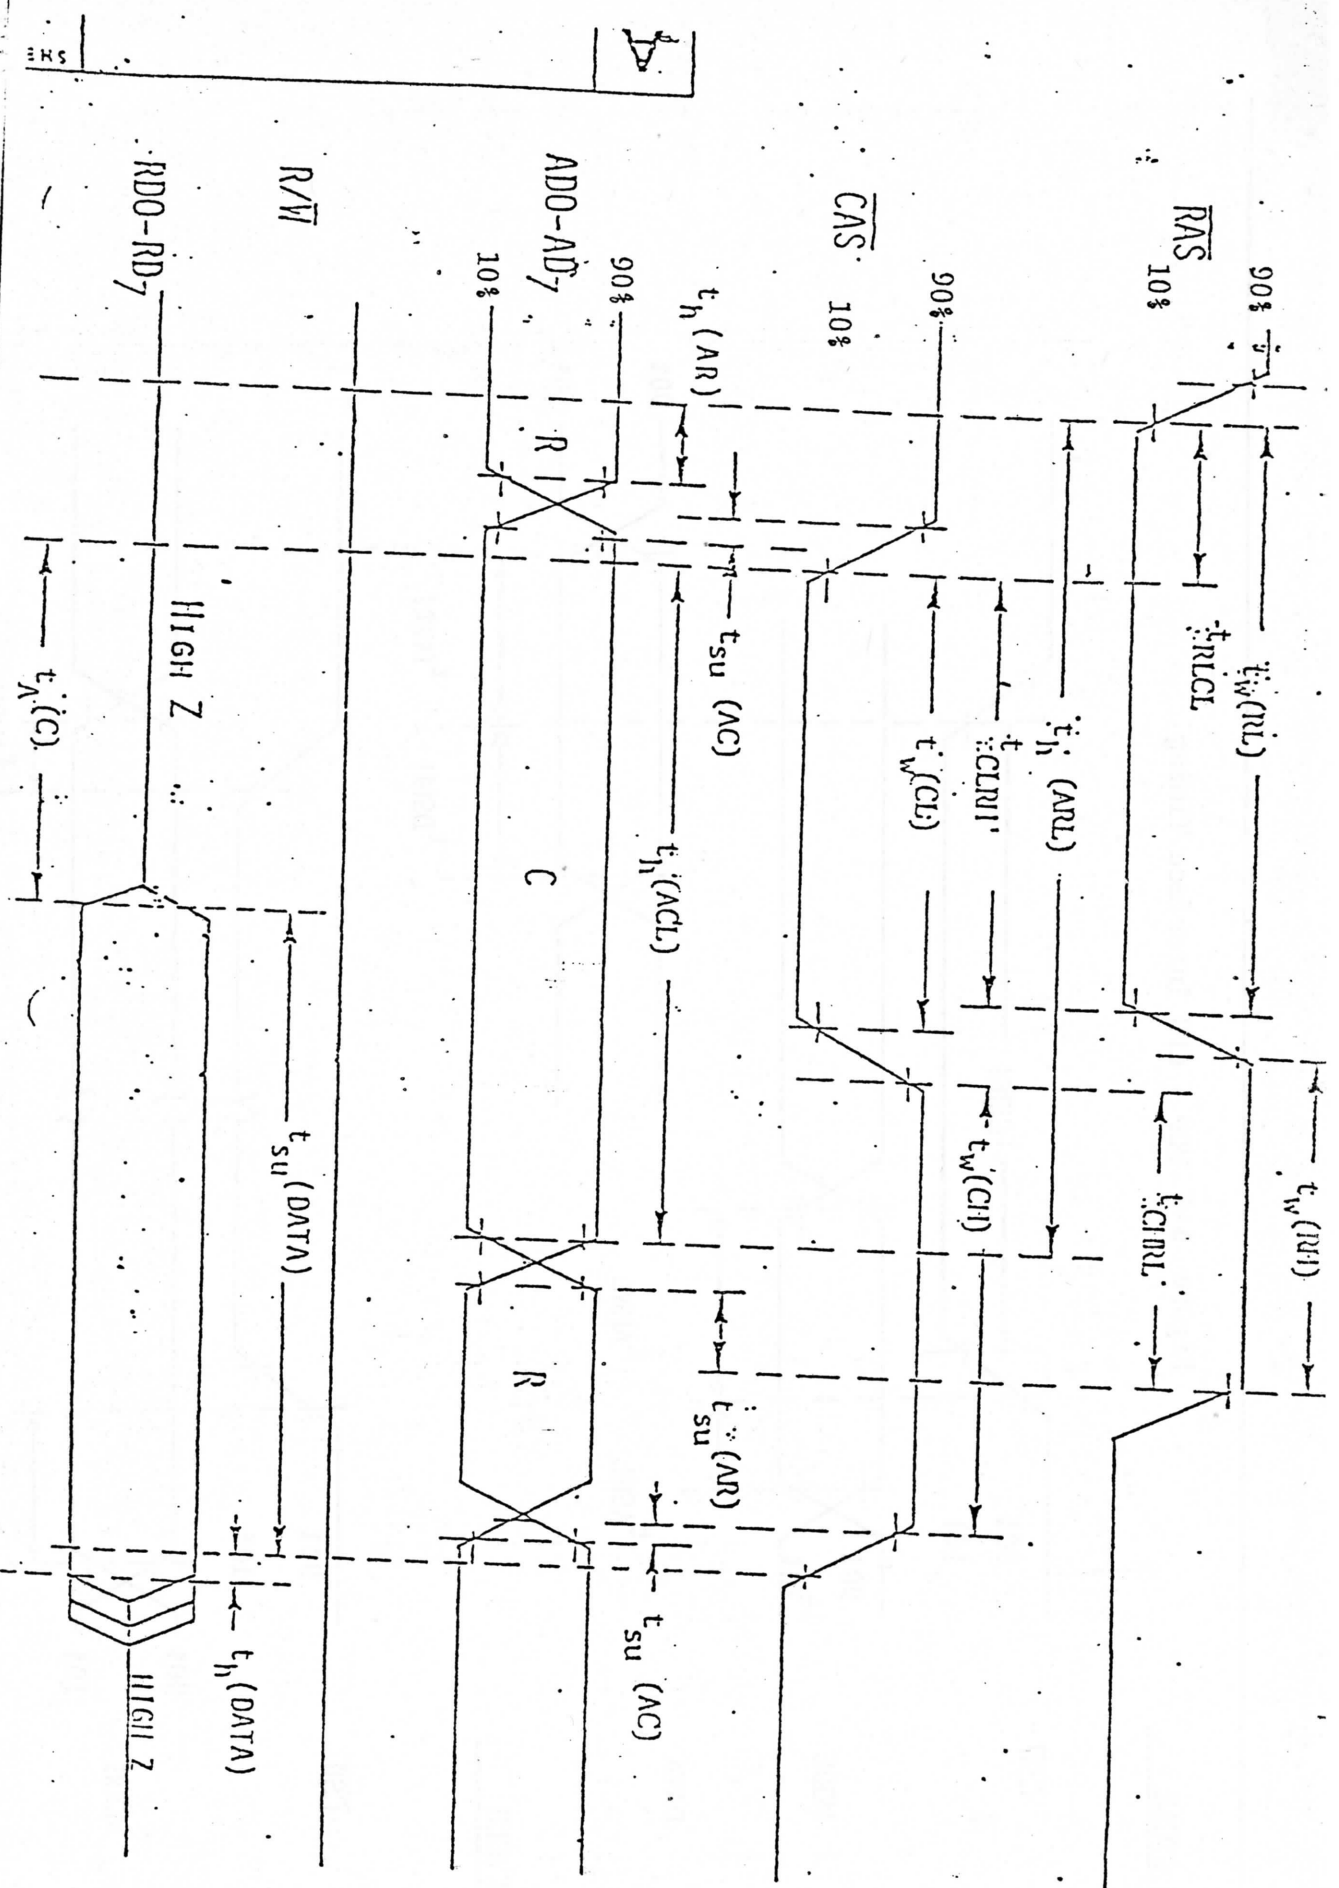 t_w(RH)
90%
t_w(RL)
RAS
10%
t_RLCL
t_CHRL
t_h (ARL)
t_CLRH
90%
t_w(CL)
t_w(CH)
CAS
10%
t_h (AR)
t_su (AC)
t_h (ACL)
t_su (AR)
t_su (AC)
90%
AD0-AD7
R
C
R
10%
R/W
t_su (DATA)
t_h (DATA)
RD0-RD7
HIGH Z
HIGH Z
t_A(C)